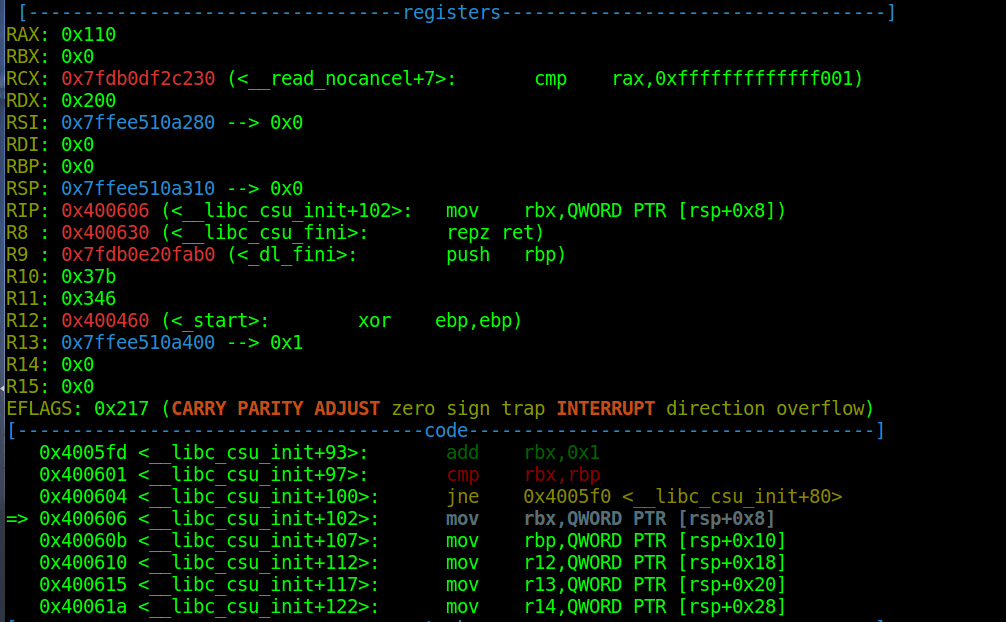 [----------------------------------registers-----------------------------------]
RAX: 0x110
RBX: 0x0
RCX: 0x7fdb0df2c230 (<__read_nocancel+7>:       cmp    rax,0xfffffffffffff001)
RDX: 0x200
RSI: 0x7ffee510a280 --> 0x0
RDI: 0x0
RBP: 0x0
RSP: 0x7ffee510a310 --> 0x0
RIP: 0x400606 (<__libc_csu_init+102>:   mov    rbx,QWORD PTR [rsp+0x8])
R8 : 0x400630 (<__libc_csu_fini>:       repz ret)
R9 : 0x7fdb0e20fab0 (<_dl_fini>:        push   rbp)
R10: 0x37b
R11: 0x346
R12: 0x400460 (<_start>:        xor    ebp,ebp)
R13: 0x7ffee510a400 --> 0x1
R14: 0x0
R15: 0x0
EFLAGS: 0x217 (CARRY PARITY ADJUST zero sign trap INTERRUPT direction overflow)
[-------------------------------------code-------------------------------------]
   0x4005fd <__libc_csu_init+93>:       add    rbx,0x1
   0x400601 <__libc_csu_init+97>:       cmp    rbx,rbp
   0x400604 <__libc_csu_init+100>:      jne    0x4005f0 <__libc_csu_init+80>
=> 0x400606 <__libc_csu_init+102>:      mov    rbx,QWORD PTR [rsp+0x8]
   0x40060b <__libc_csu_init+107>:      mov    rbp,QWORD PTR [rsp+0x10]
   0x400610 <__libc_csu_init+112>:      mov    r12,QWORD PTR [rsp+0x18]
   0x400615 <__libc_csu_init+117>:      mov    r13,QWORD PTR [rsp+0x20]
   0x40061a <__libc_csu_init+122>:      mov    r14,QWORD PTR [rsp+0x28]